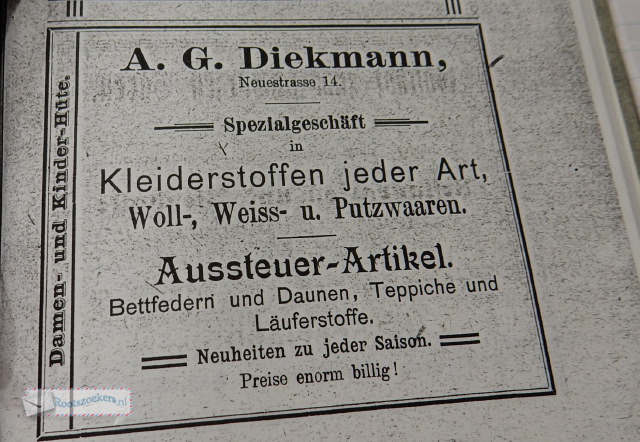 A. G. Diekmann,
Neuestrasse 14.
Spezialgeschäft
in
Kleiderstoffen jeder Art,
Woll-, Weiss- u. Putzwaaren.
Aussteuer-Artikel.
Bettfedern und Daunen, Teppiche und
Läuferstoffe.
Neuheiten zu jeder Saison.
Preise enorm billig!
Damen- und Kinder-Hüte.
Rootszoekers.nl